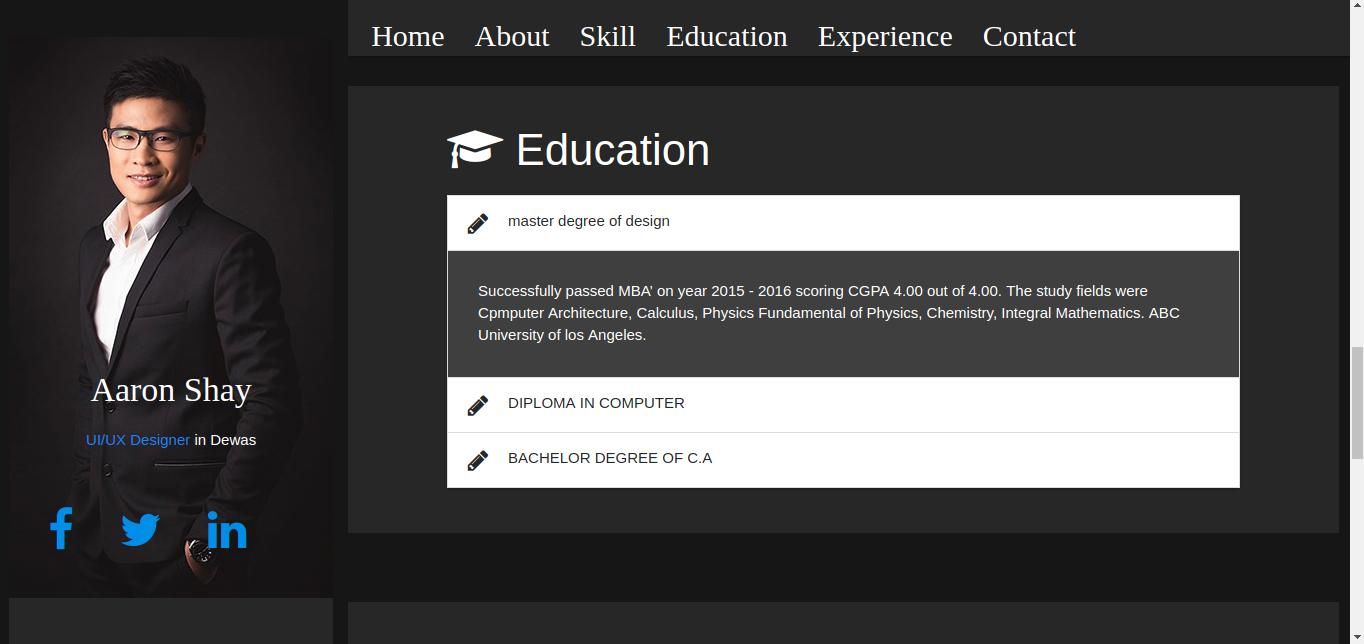 Home About Skill Education Experience Contact
Aaron Shay
UI/UX Designer in Dewas
Education
master degree of design
Successfully passed MBA’ on year 2015 - 2016 scoring CGPA 4.00 out of 4.00. The study fields were
Cpmputer Architecture, Calculus, Physics Fundamental of Physics, Chemistry, Integral Mathematics. ABC
University of los Angeles.
DIPLOMA IN COMPUTER
BACHELOR DEGREE OF C.A